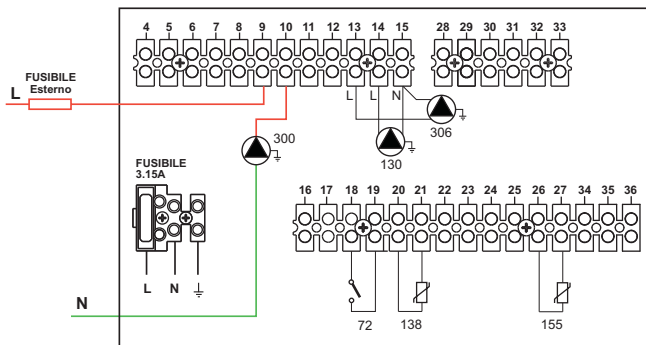 4 5 6 7 8 9 10 11 12 13 14 15 28 29 30 31 32 33
L
FUSIBILE
Esterno
L L N
300
306
130
FUSIBILE
3.15A
16 17 18 19 20 21 22 23 24 25 26 27 34 35 36
L N
N
72 138 155